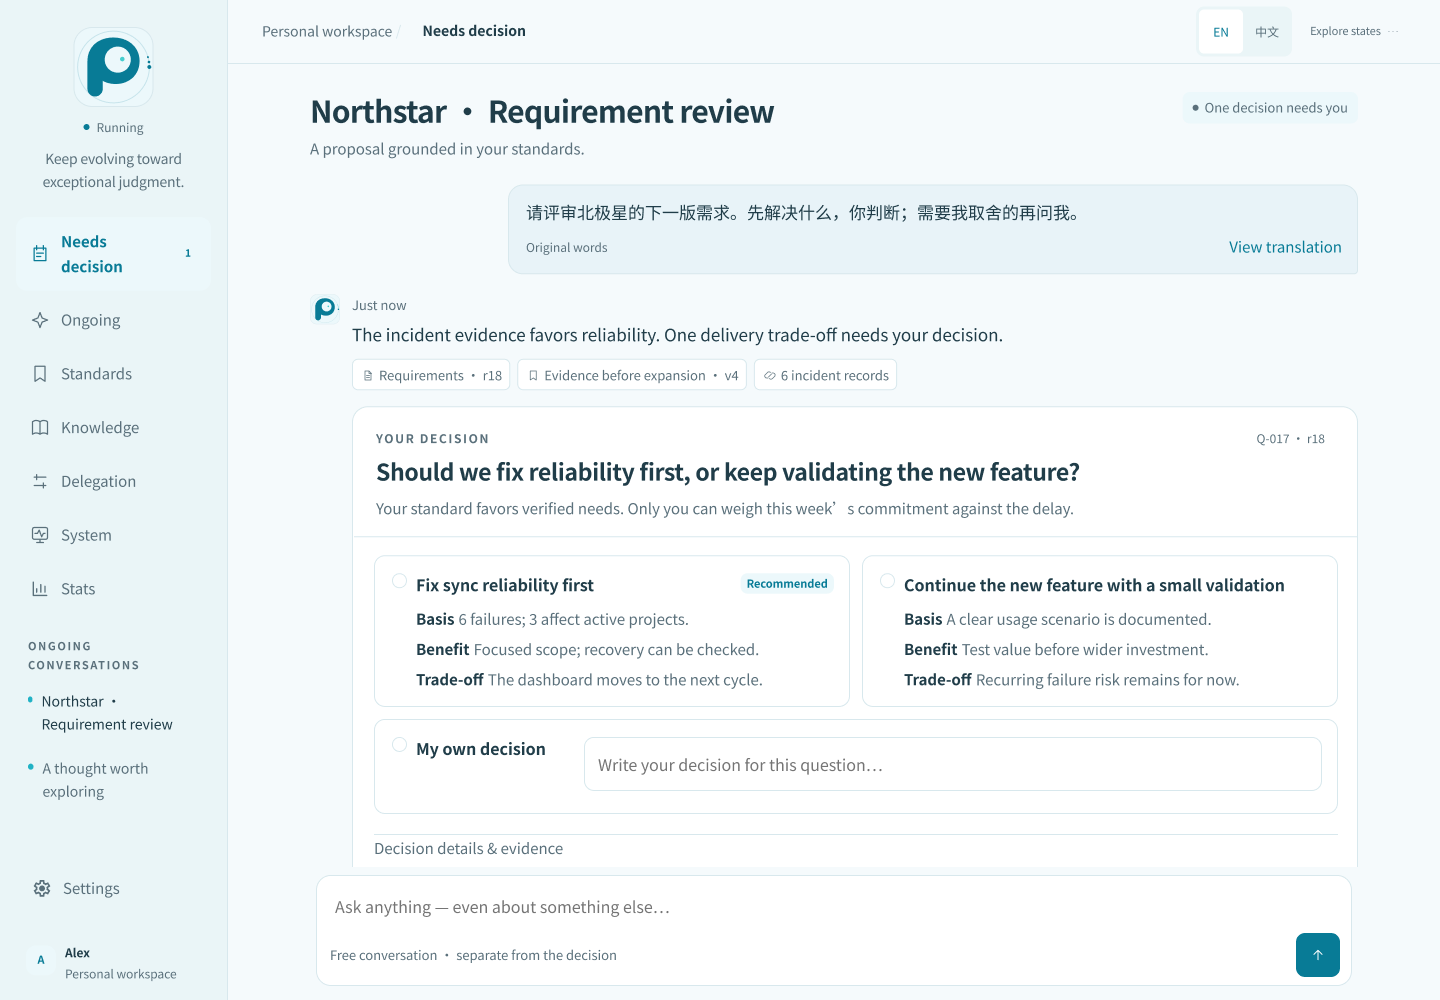 Running
Keep evolving toward
exceptional judgment.
Needs
decision
1
Ongoing
Standards
Knowledge
Delegation
System
Stats
ONGOING
CONVERSATIONS
Northstar •
Requirement review
A thought worth
exploring
Settings
A
Alex
Personal workspace
Personal workspace / Needs decision
EN 中文 Explore states ···
Northstar • Requirement review
One decision needs you
A proposal grounded in your standards.
请评审北极星的下一版需求。先解决什么，你判断；需要我取舍的再问我。
Original words
View translation
Just now
The incident evidence favors reliability. One delivery trade-off needs your decision.
Requirements • r18
Evidence before expansion • v4
6 incident records
YOUR DECISION
Q-017 • r18
Should we fix reliability first, or keep validating the new feature?
Your standard favors verified needs. Only you can weigh this week’s commitment against the delay.
Fix sync reliability first
Recommended
Basis 6 failures; 3 affect active projects.
Benefit Focused scope; recovery can be checked.
Trade-off The dashboard moves to the next cycle.
Continue the new feature with a small validation
Basis A clear usage scenario is documented.
Benefit Test value before wider investment.
Trade-off Recurring failure risk remains for now.
My own decision
Write your decision for this question…
Decision details & evidence
Ask anything — even about something else…
Free conversation • separate from the decision